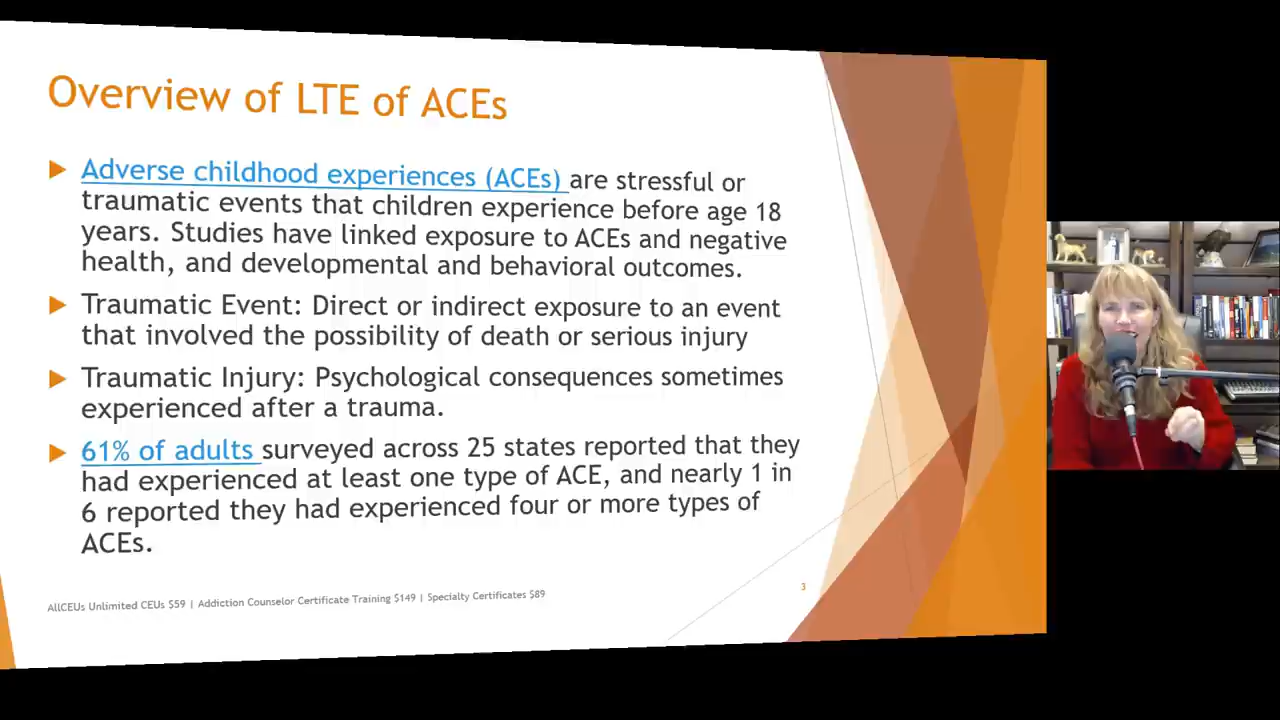 Overview of LTE of ACEs
Adverse childhood experiences (ACEs) are stressful or
traumatic events that children experience before age 18
years. Studies have linked exposure to ACEs and negative
health, and developmental and behavioral outcomes.
Traumatic Event: Direct or indirect exposure to an event
that involved the possibility of death or serious injury
Traumatic Injury: Psychological consequences sometimes
experienced after a trauma.
61% of adults surveyed across 25 states reported that they
had experienced at least one type of ACE, and nearly 1 in
6 reported they had experienced four or more types of
ACEs.
3
AllCEUs Unlimited CEUs $59 | Addiction Counselor Certificate Training $149 | Specialty Certificates $89